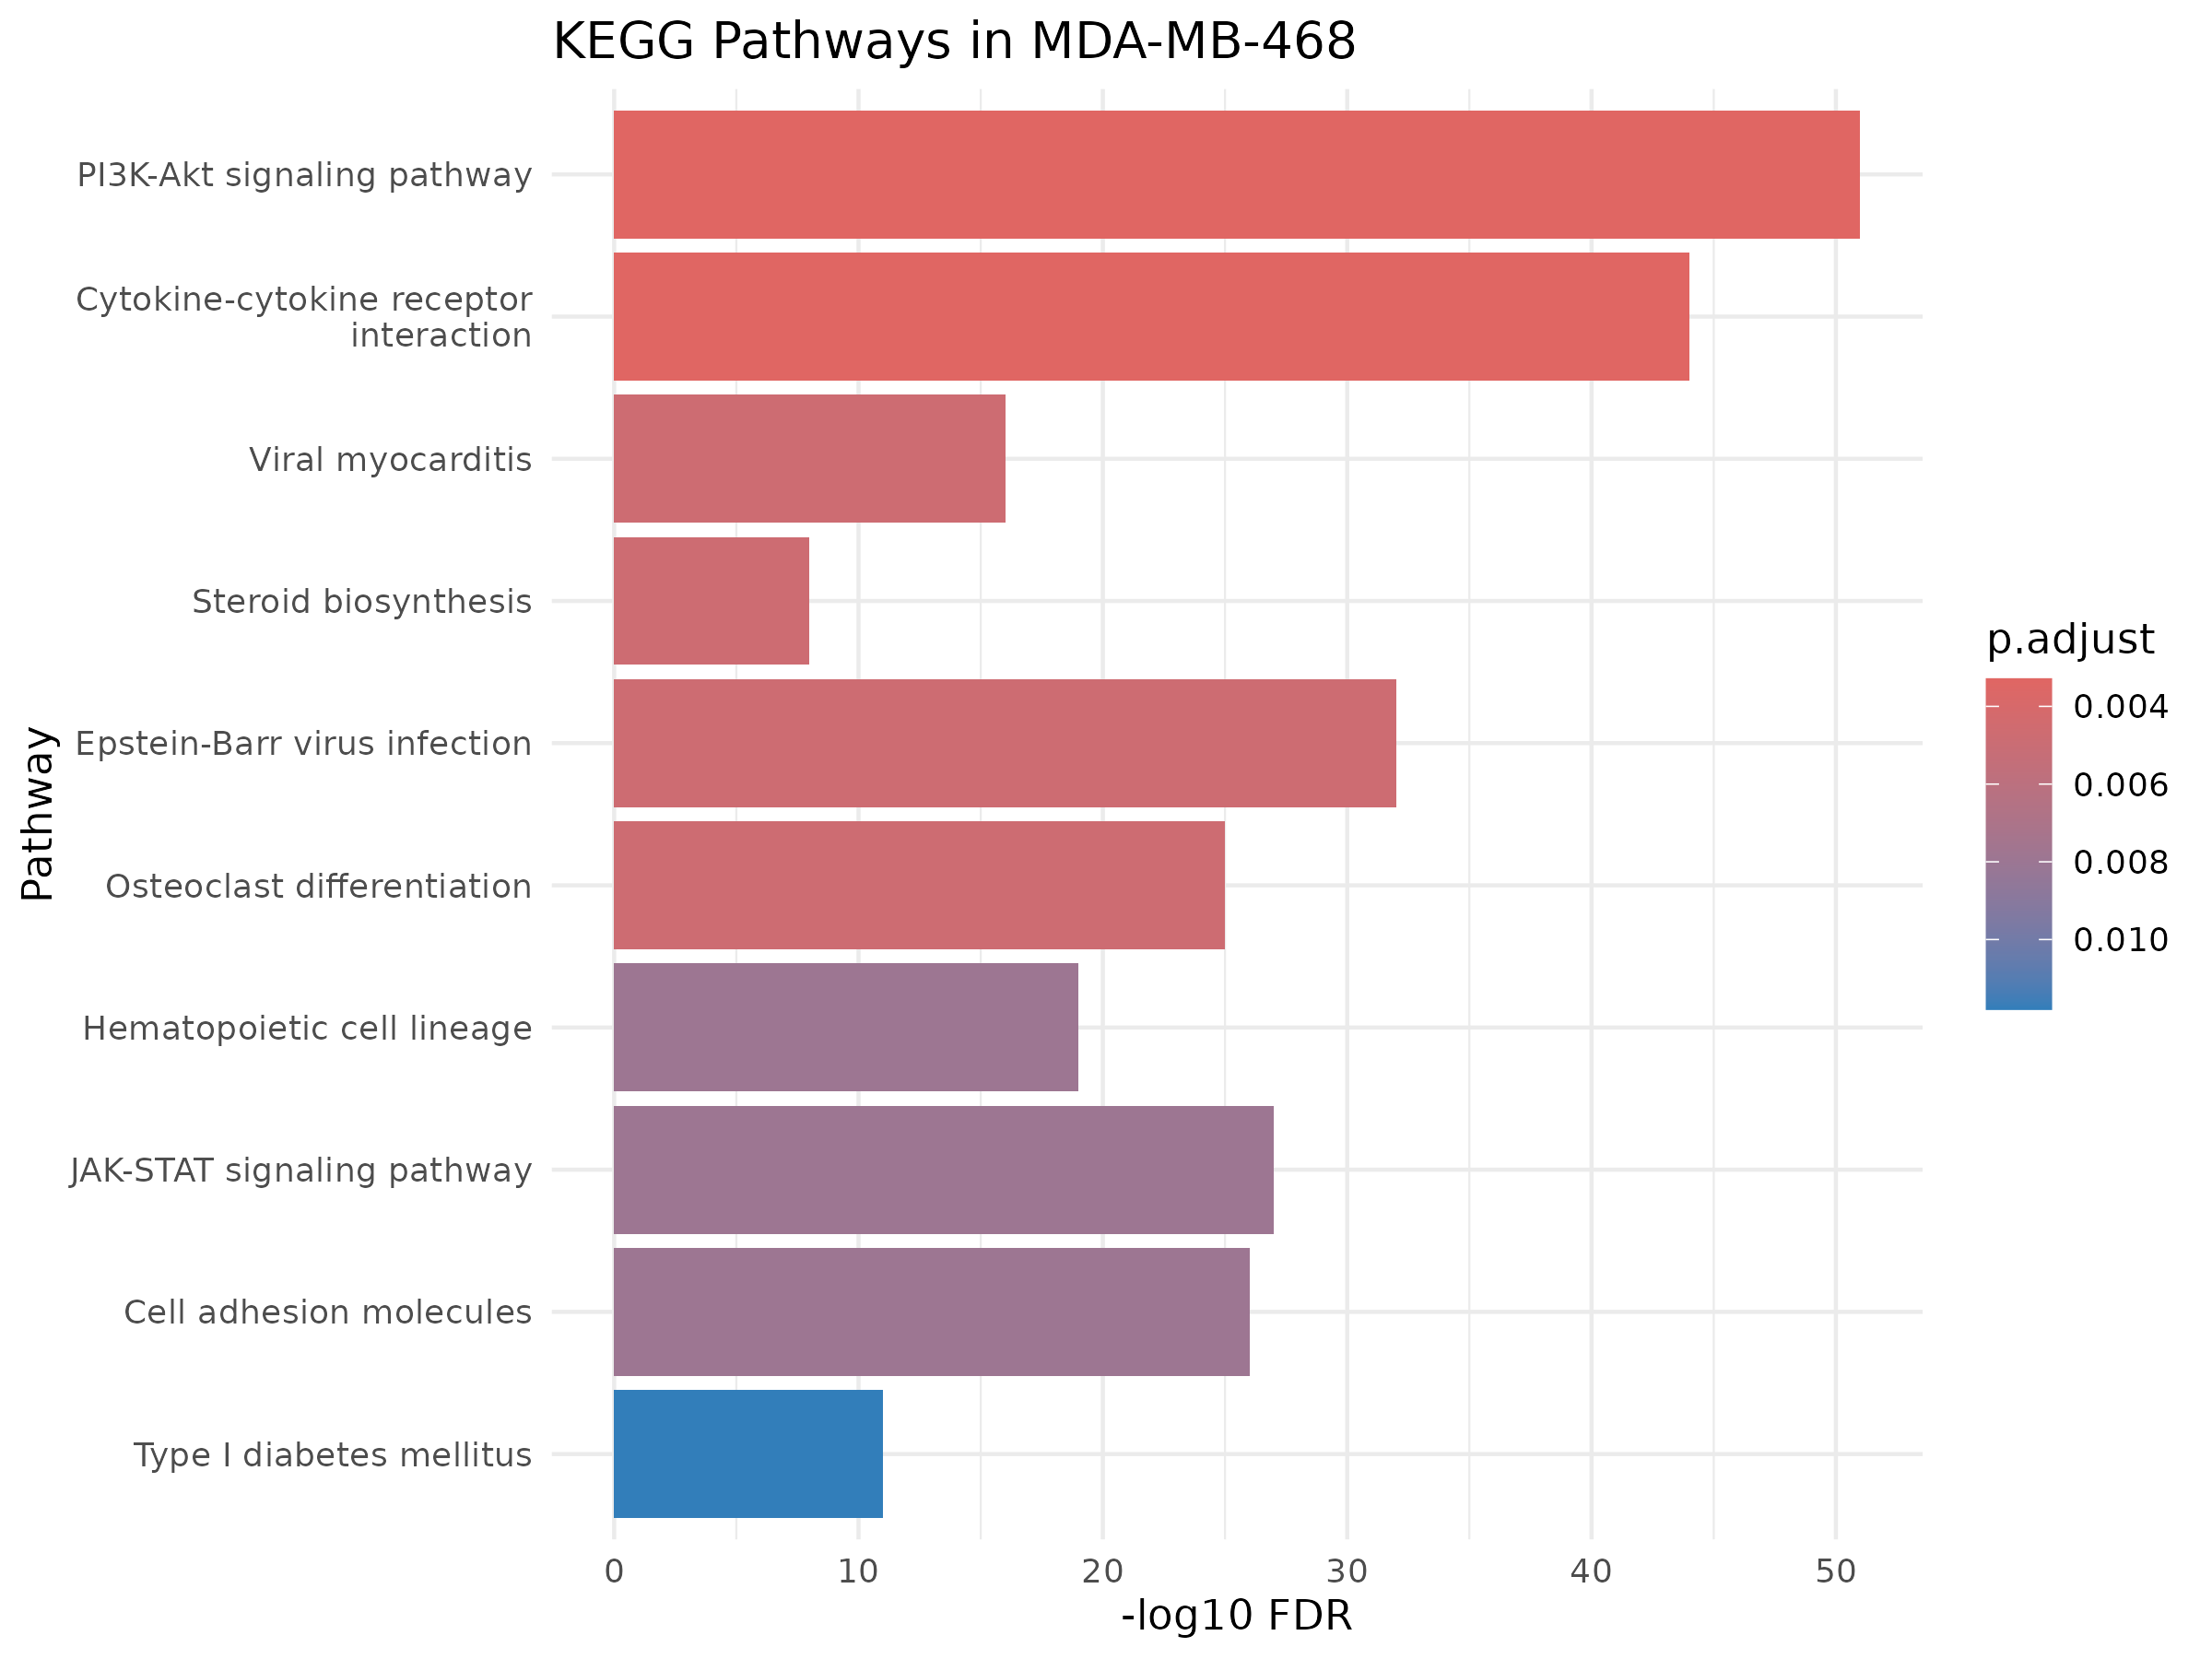 KEGG Pathways in MDA-MB-468
PI3K-Akt signaling pathway
Cytokine-cytokine receptor
interaction
Viral myocarditis
Steroid biosynthesis
Epstein-Barr virus infection
Osteoclast differentiation
Hematopoietic cell lineage
JAK-STAT signaling pathway
Cell adhesion molecules
Type I diabetes mellitus
Pathway
0 10 20 30 40 50
-log10 FDR
p.adjust
0.004
0.006
0.008
0.010